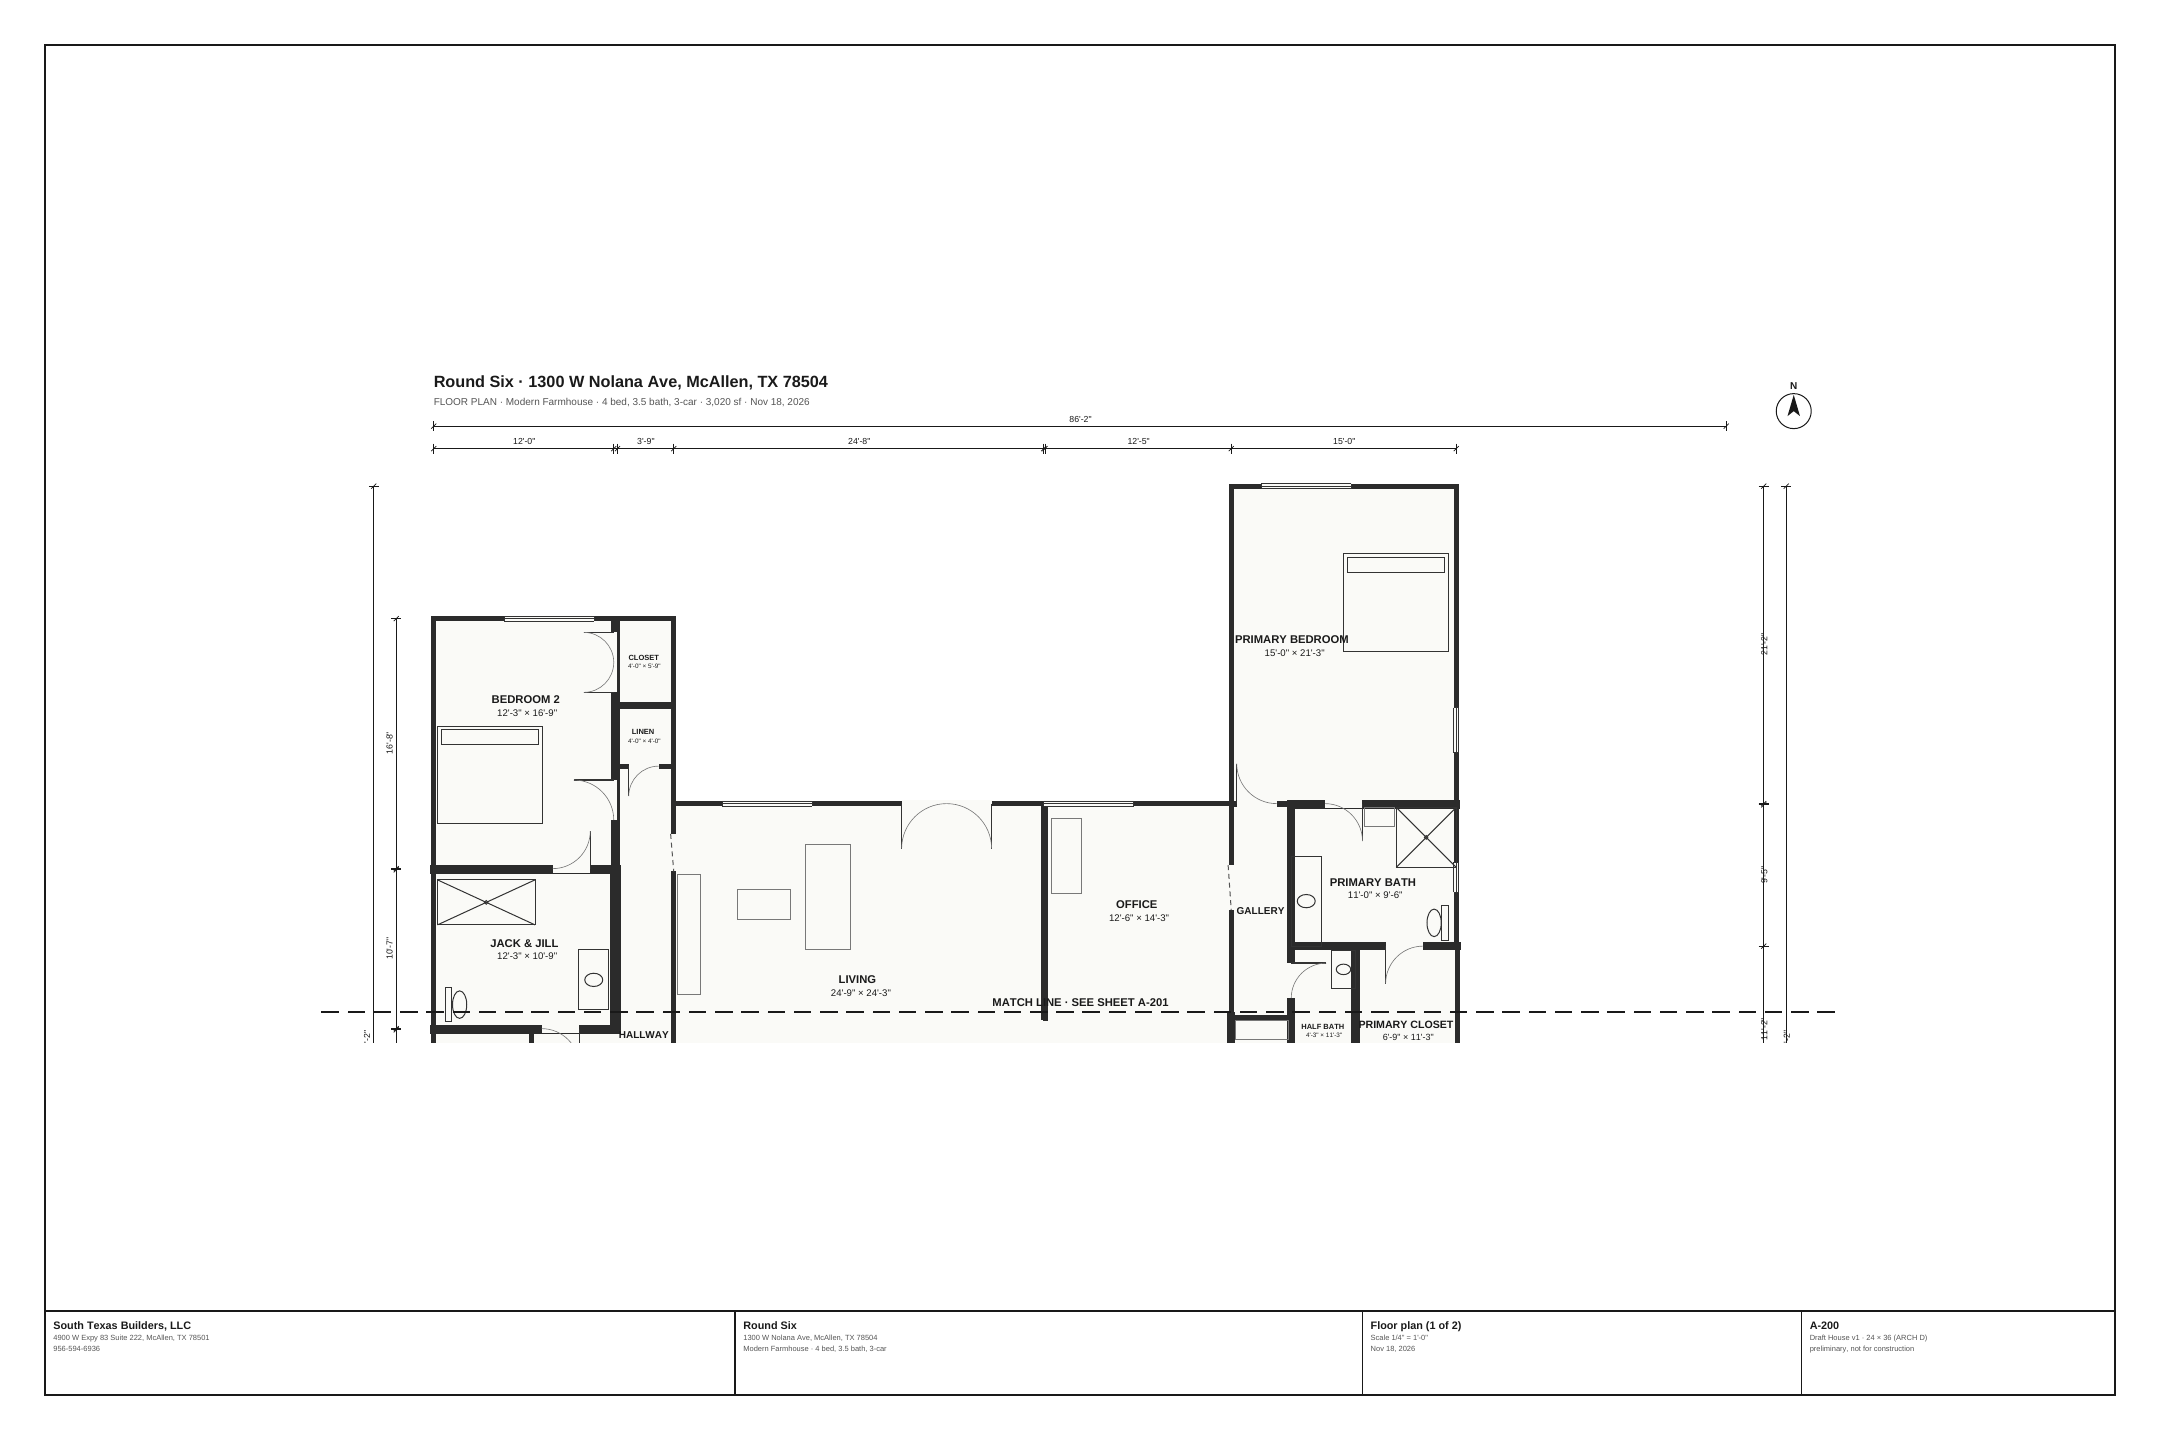 Round Six · 1300 W Nolana Ave, McAllen, TX 78504
FLOOR PLAN · Modern Farmhouse · 4 bed, 3.5 bath, 3-car · 3,020 sf · Nov 18, 2026
N
86'-2"
12'-0"
3'-9"
24'-8"
12'-5"
15'-0"
PRIMARY BEDROOM
15'-0" × 21'-3"
21'-2"
CLOSET
4'-0" × 5'-9"
BEDROOM 2
12'-3" × 16'-9"
LINEN
4'-0" × 4'-0"
16'-8"
PRIMARY BATH
11'-0" × 9'-6"
9'-5"
OFFICE
12'-6" × 14'-3"
GALLERY
JACK & JILL
12'-3" × 10'-9"
10'-7"
LIVING
24'-9" × 24'-3"
MATCH LINE · SEE SHEET A-201
HALLWAY
HALF BATH
4'-3" × 11'-3"
PRIMARY CLOSET
6'-9" × 11'-3"
11'-2"
South Texas Builders, LLC
4900 W Expy 83 Suite 222, McAllen, TX 78501
956-594-6936
Round Six
1300 W Nolana Ave, McAllen, TX 78504
Modern Farmhouse · 4 bed, 3.5 bath, 3-car
Floor plan (1 of 2)
Scale 1/4" = 1'-0"
Nov 18, 2026
A-200
Draft House v1 · 24 × 36 (ARCH D)
preliminary, not for construction